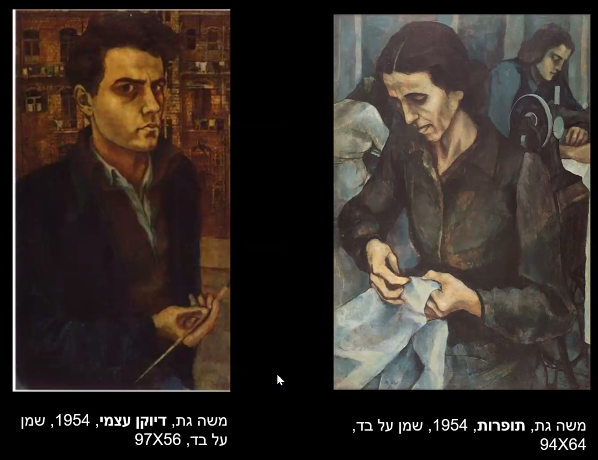 משה גת, תופרות, 1954, שמן על בד,
94X64
משה גת, דיוקן עצמי, 1954, שמן
על בד, 97X56